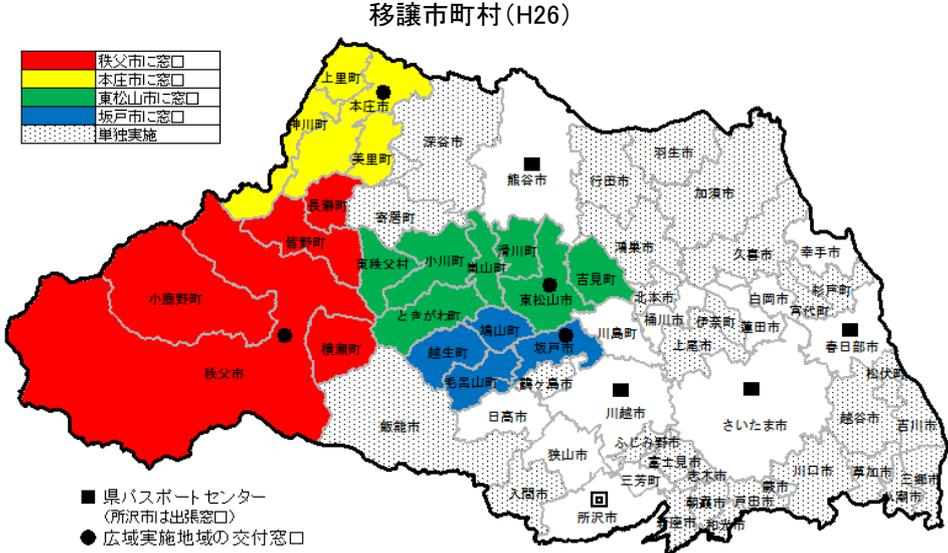 移譲市町村（H26）
秩父市に窓口
本庄市に窓口
東松山市に窓口
坂戸市に窓口
単独実施
上里町
本庄市
神川町
美里町
深谷市
熊谷市
羽生市
行田市
加須市
長瀞町
寄居町
皆野町
東秩父村
小川町
嵐山町
滑川町
吉見町
鴻巣市
久喜市
幸手市
小鹿野町
ときがわ町
東松山市
北本市
白岡市
杉戸町
宮代町
桶川市
伊奈町
蓮田市
春日部市
川島町
鳩山町
坂戸市
越生町
上尾市
横瀬町
秩父市
毛呂山町
鶴ヶ島市
松伏町
飯能市
日高市
川越市
さいたま市
越谷市
吉川市
狭山市
ふじみ野市
富士見市
三芳町
志木市
川口市
草加市
三郷市
八潮市
入間市
所沢市
朝霞市
戸田市
蕨市
新座市
和光市
■ 県パスポートセンター
（所沢市は出張窓口）
● 広域実施地域の交付窓口